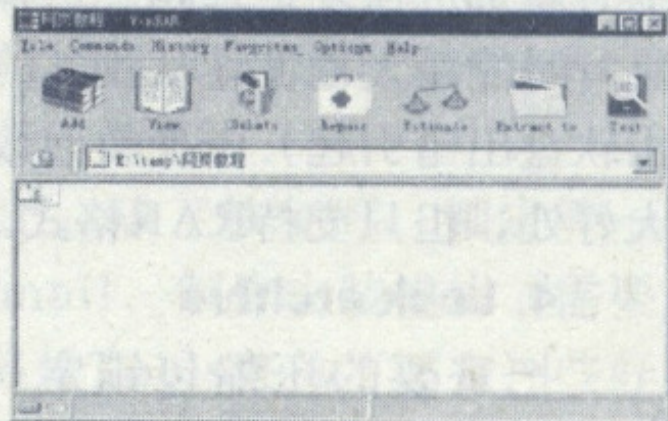 网页教程 - WinRAR
File Commands History Favorites Options Help
Add View Delete Repair Estimate Extract to Test
E:\temp\网页教程